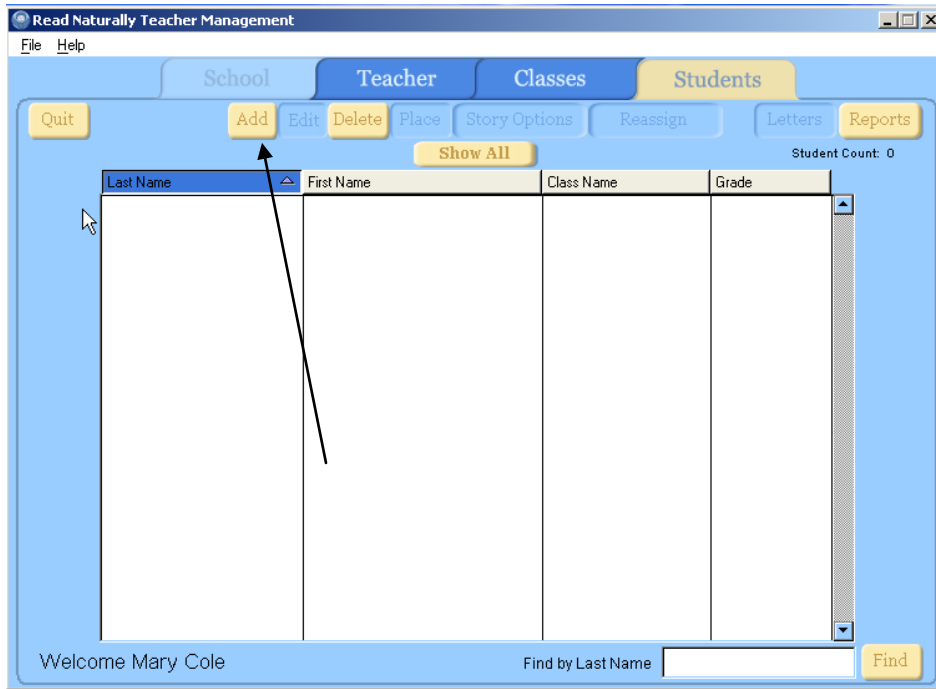 Read Naturally Teacher Management
File Help
School Teacher Classes Students
Quit Add Edit Delete Place Story Options Reassign Letters Reports
Show All Student Count: 0
Last Name First Name Class Name Grade
Welcome Mary Cole Find by Last Name Find